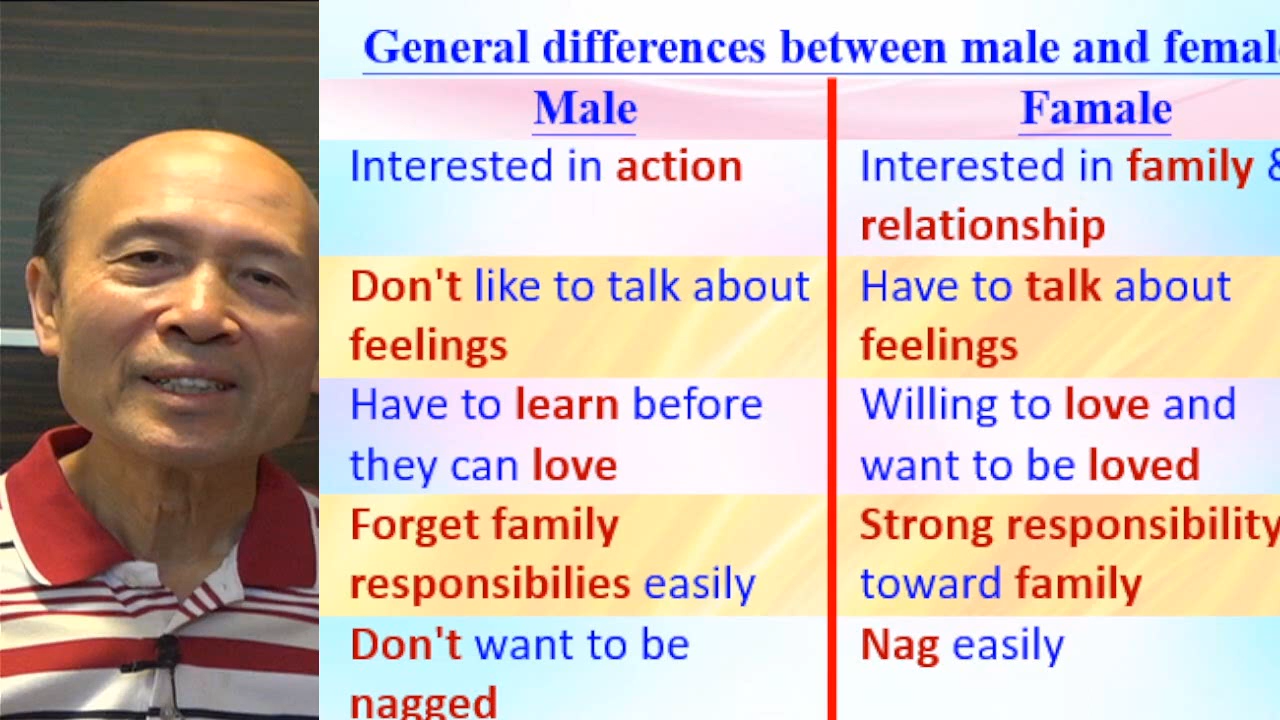 General differences between male and femal
Male
Famale
Interested in action
Interested in family &
relationship
Don't like to talk about
feelings
Have to talk about
feelings
Have to learn before
they can love
Willing to love and
want to be loved
Forget family
responsibilies easily
Strong responsibility
toward family
Don't want to be
nagged
Nag easily